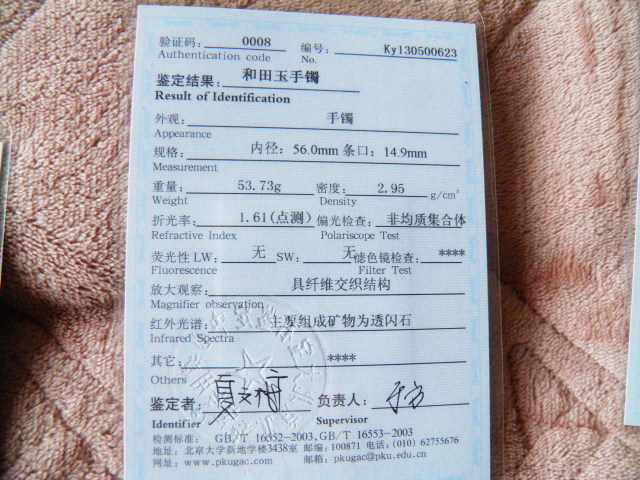 验证码: 0008 编号: Ky130500623
Authentication code No.
鉴定结果: 和田玉手镯
Result of Identification
外观: 手镯
Appearance
规格: 内径: 56.0mm 条口: 14.9mm
Measurement
重量: 53.73g 密度: 2.95 g/cm³
Weight Density
折光率: 1.61(点测) 偏光检查: 非均质集合体
Refractive Index Polariscope Test
荧光性 LW: 无 SW: 无 滤色镜检查: ****
Fluorescence Filter Test
放大观察: 具纤维交织结构
Magnifier observation
红外光谱: 主要组成矿物为透闪石
Infrared Spectra
其它: ****
Others
鉴定者: 夏文梅 负责人:
Identifier Supervisor
检测标准: GB/T 16552-2003,GB/T 16553-2003
地址: 北京大学新地学楼3438室 邮编: 100871 电话: (010) 62755676
网址: www.pkugac.com 邮箱: pkugac@pku.edu.cn